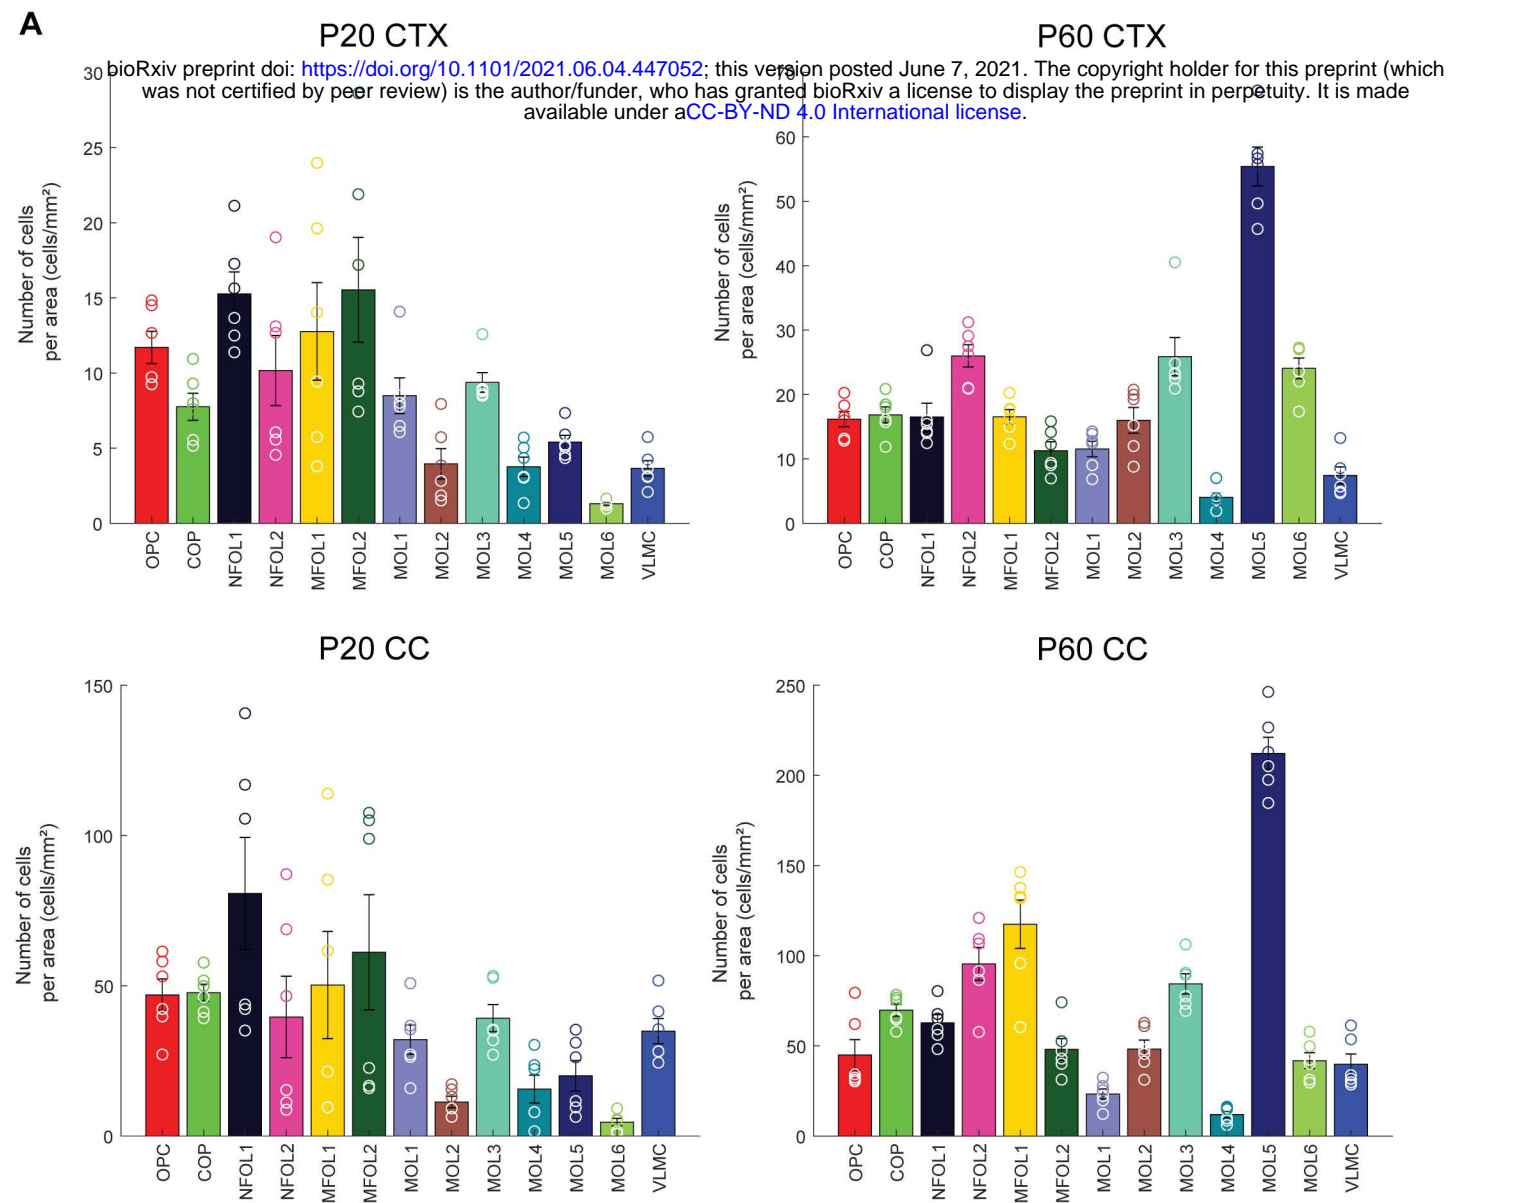 A
P20 CTX
P60 CTX
bioRxiv preprint doi: https://doi.org/10.1101/2021.06.04.447052; this version posted June 7, 2021. The copyright holder for this preprint (which
was not certified by peer review) is the author/funder, who has granted bioRxiv a license to display the preprint in perpetuity. It is made
available under aCC-BY-ND 4.0 International license.
Number of cells
per area (cells/mm²)
30
25
20
15
10
5
0
OPC
COP
NFOL1
NFOL2
MFOL1
MFOL2
MOL1
MOL2
MOL3
MOL4
MOL5
MOL6
VLMC
Number of cells
per area (cells/mm²)
70
60
50
40
30
20
10
0
OPC
COP
NFOL1
NFOL2
MFOL1
MFOL2
MOL1
MOL2
MOL3
MOL4
MOL5
MOL6
VLMC
P20 CC
Number of cells
per area (cells/mm²)
150
100
50
0
OPC
COP
NFOL1
NFOL2
MFOL1
MFOL2
MOL1
MOL2
MOL3
MOL4
MOL5
MOL6
VLMC
P60 CC
Number of cells
per area (cells/mm²)
250
200
150
100
50
0
OPC
COP
NFOL1
NFOL2
MFOL1
MFOL2
MOL1
MOL2
MOL3
MOL4
MOL5
MOL6
VLMC